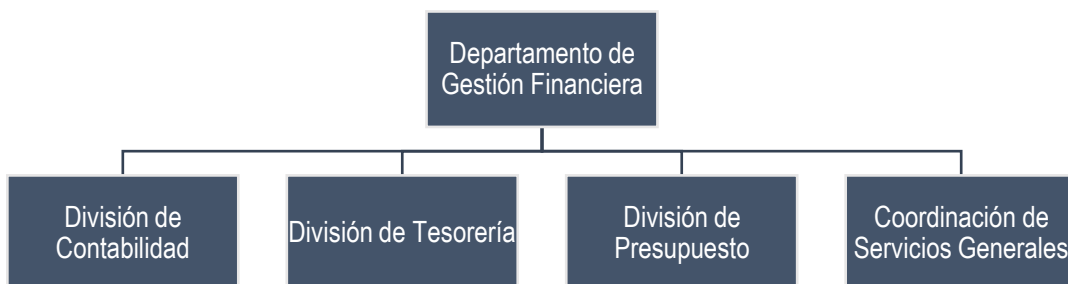 Departamento de
Gestión Financiera
División de
Contabilidad
División de Tesorería
División de
Presupuesto
Coordinación de
Servicios Generales